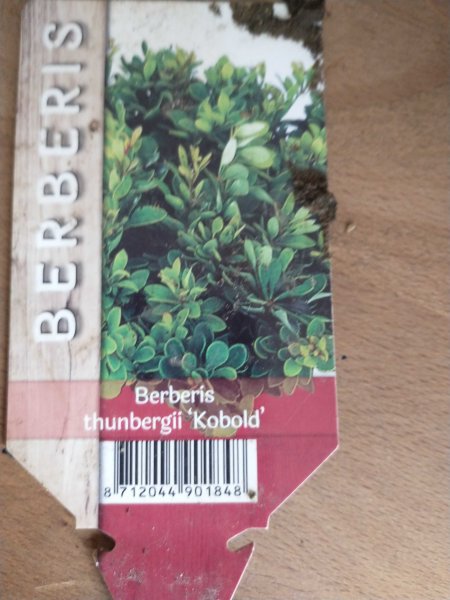 BERBERIS
Berberis
thunbergii 'Kobold'
8 712044 901848